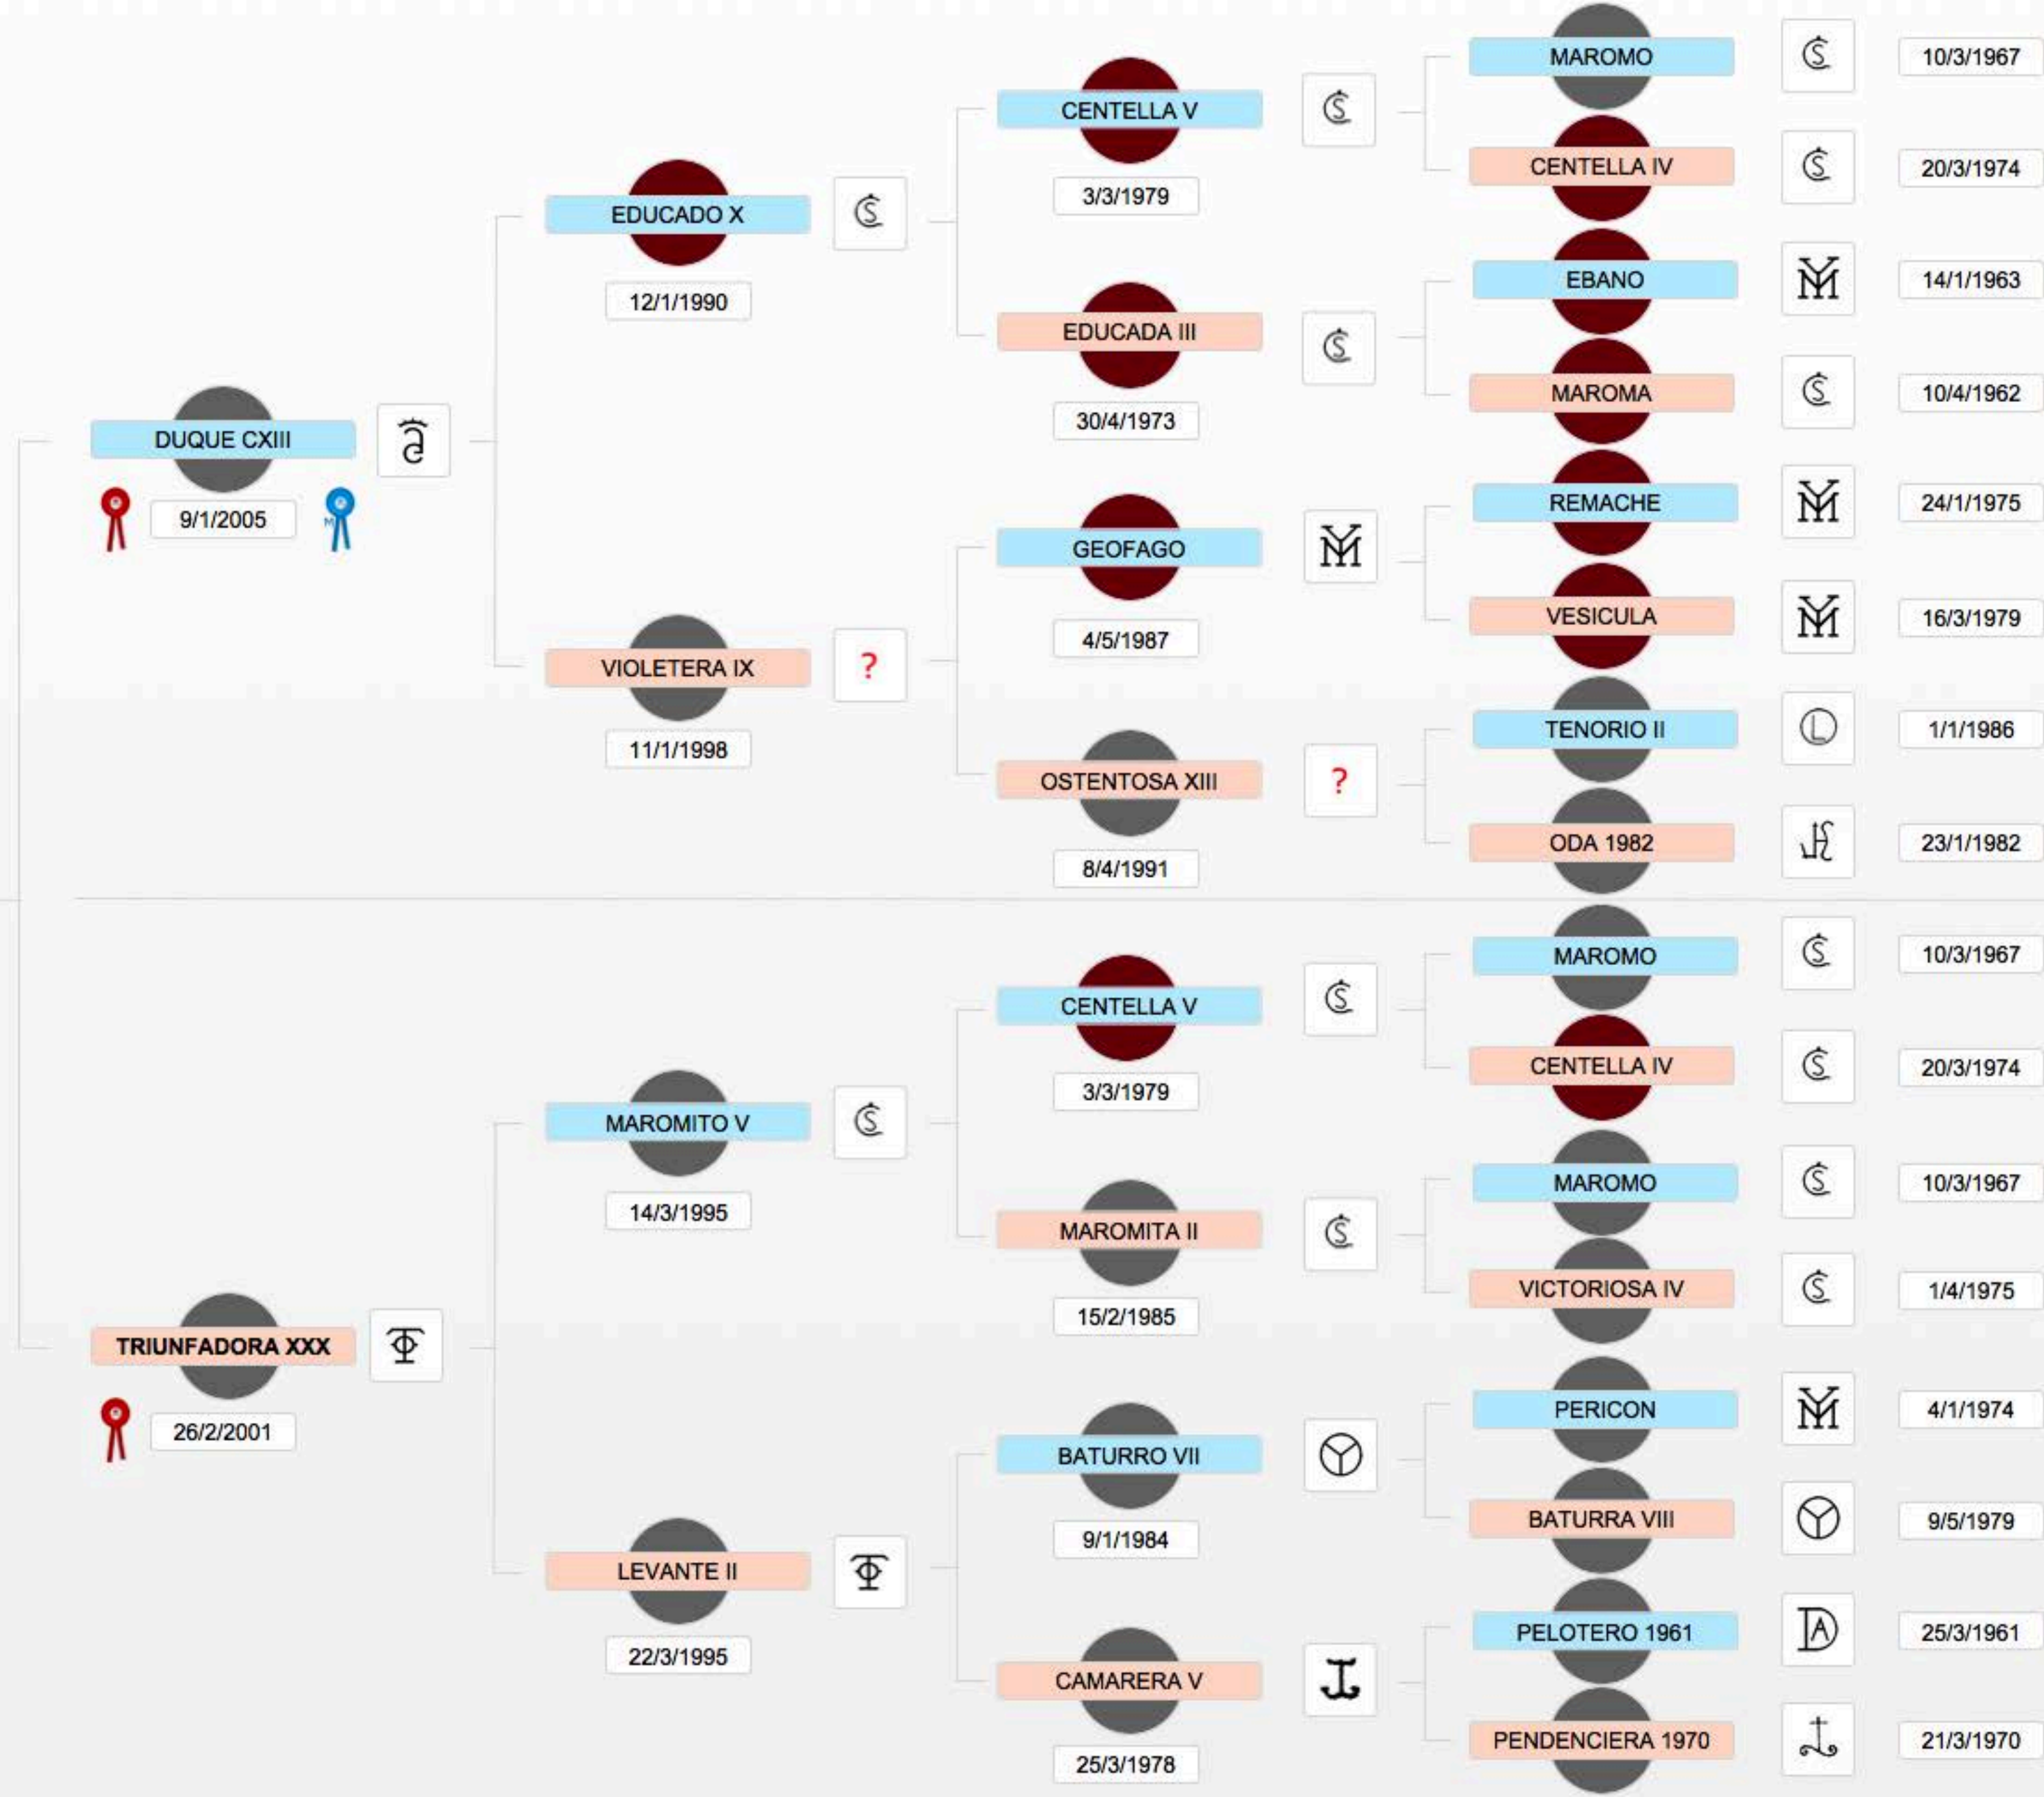 MAROMO
10/3/1967
CENTELLA V
3/3/1979
CENTELLA IV
20/3/1974
EDUCADO X
12/1/1990
EBANO
14/1/1963
EDUCADA III
30/4/1973
MAROMA
10/4/1962
DUQUE CXIII
9/1/2005
REMACHE
24/1/1975
GEOFAGO
4/5/1987
VESICULA
16/3/1979
VIOLETERA IX
?
11/1/1998
TENORIO II
L
1/1/1986
OSTENTOSA XIII
?
8/4/1991
ODA 1982
23/1/1982
MAROMO
10/3/1967
CENTELLA V
3/3/1979
CENTELLA IV
20/3/1974
MAROMITO V
14/3/1995
MAROMO
10/3/1967
MAROMITA II
15/2/1985
VICTORIOSA IV
1/4/1975
TRIUNFADORA XXX
26/2/2001
PERICON
4/1/1974
BATURRO VII
9/1/1984
BATURRA VIII
9/5/1979
LEVANTE II
22/3/1995
PELOTERO 1961
25/3/1961
CAMARERA V
25/3/1978
PENDENCIERA 1970
21/3/1970